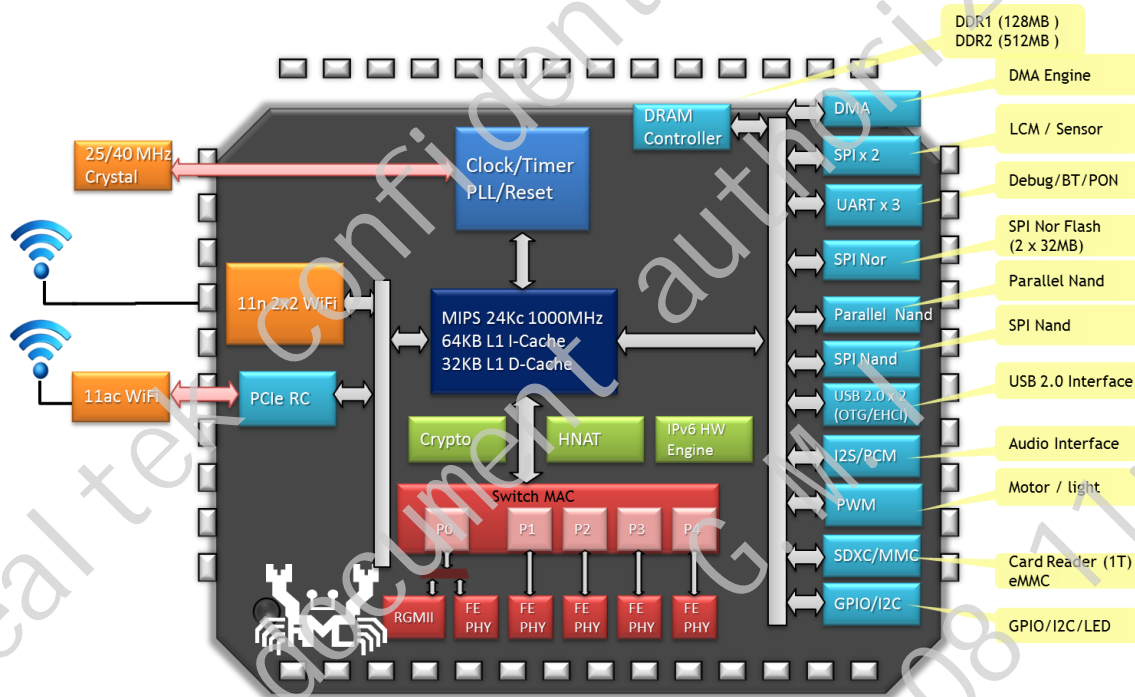 DDR1 (128MB )
DDR2 (512MB )
DMA Engine
LCM / Sensor
Debug/BT/PON
SPI Nor Flash
(2 x 32MB)
Parallel Nand
SPI Nand
USB 2.0 Interface
Audio Interface
Motor / light
Card Reader (1T)
eMMC
GPIO/I2C/LED
25/40 MHz
Crystal
Clock/Timer
PLL/Reset
DRAM
Controller
DMA
SPI x 2
UART x 3
SPI Nor
Parallel Nand
SPI Nand
USB 2.0 x 2
(OTG/EHCI)
I2S/PCM
PWM
SDXC/MMC
GPIO/I2C
11n 2x2 WiFi
11ac WiFi
PCIe RC
MIPS 24Kc 1000MHz
64KB L1 I-Cache
32KB L1 D-Cache
Crypto
HNAT
IPv6 HW
Engine
Switch MAC
P0
P1
P2
P3
P4
RGMII
FE
PHY
FE
PHY
FE
PHY
FE
PHY
FE
PHY
confident
authori
document
G.M.I